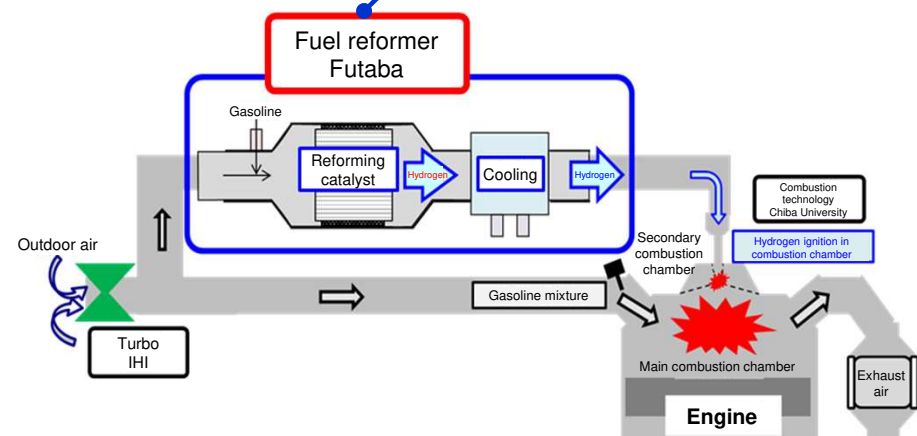 Fuel reformer
Futaba
Gasoline
Reforming
catalyst
Hydrogen
Cooling
Hydrogen
Combustion
technology
Chiba University
Outdoor air
Secondary
combustion
chamber
Hydrogen ignition in
combustion chamber
Gasoline mixture
Turbo
IHI
Main combustion chamber
Exhaust
air
Engine